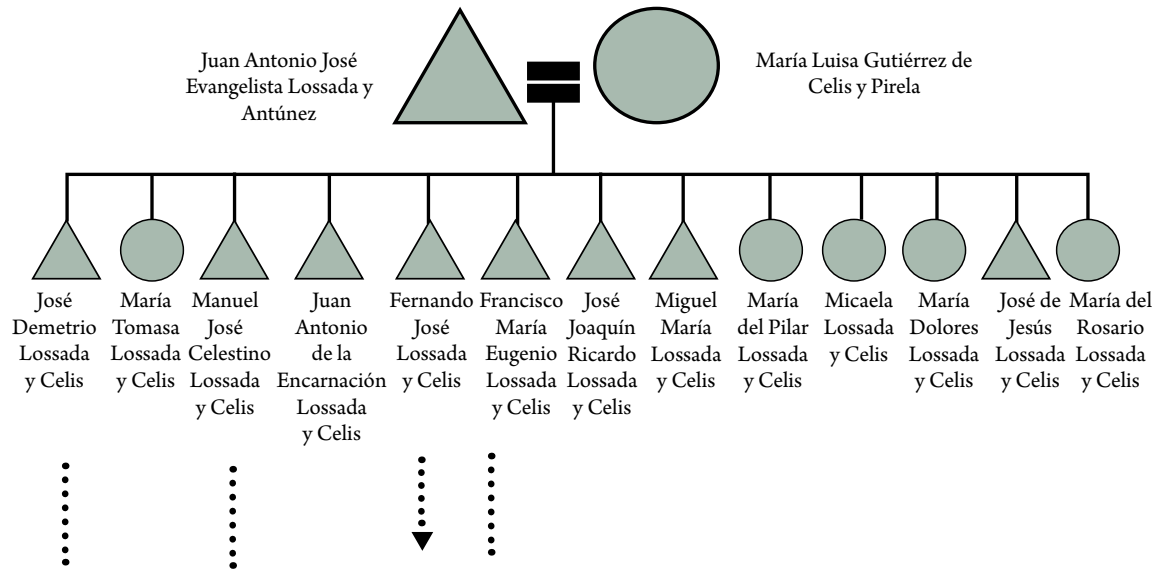 Juan Antonio José
Evangelista Lossada y
Antúnez
María Luisa Gutiérrez de
Celis y Pirela
José
Demetrio
Lossada
y Celis
María
Tomasa
Lossada
y Celis
Manuel
José
Celestino
Lossada
y Celis
Juan
Antonio
de la
Encarnación
Lossada
y Celis
Fernando
José
Lossada
y Celis
Francisco
María
Eugenio
Lossada
y Celis
José
Joaquín
Ricardo
Lossada
y Celis
Miguel
María
Lossada
y Celis
María
del Pilar
Lossada
y Celis
Micaela
Lossada
y Celis
María
Dolores
Lossada
y Celis
José de
Jesús
Lossada
y Celis
María del
Rosario
Lossada
y Celis